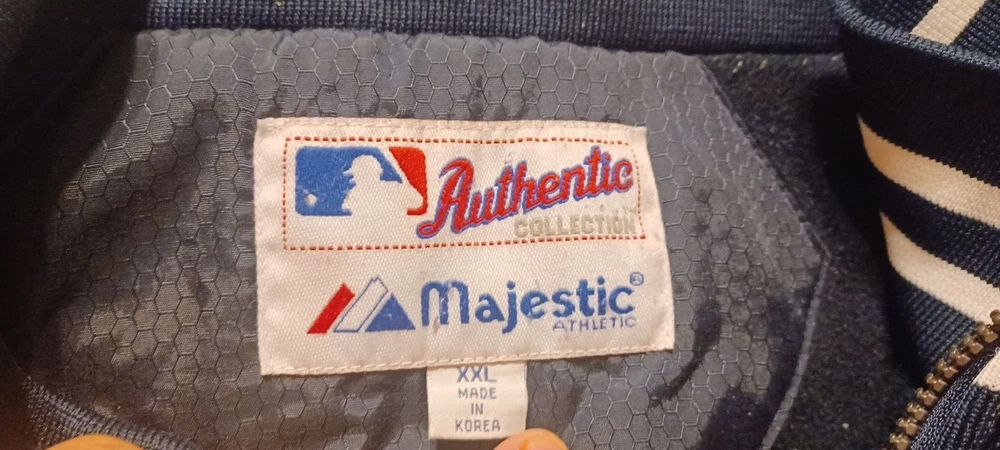 Authentic
COLLECTION
Majestic®
ATHLETIC
XXL
MADE
IN
KOREA